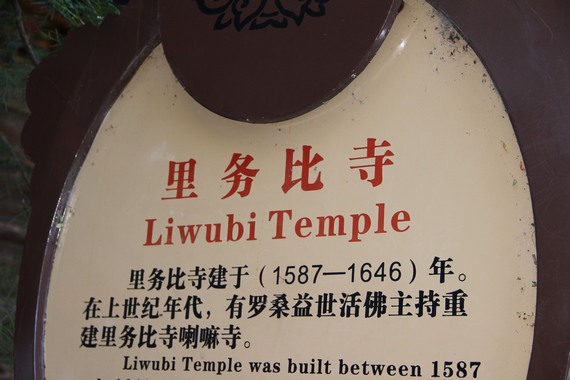 里务比寺
Liwubi Temple
里务比寺建于（1587—1646）年。
在上世纪年代，有罗桑益世活佛主持重
建里务比寺喇嘛寺。
Liwubi Temple was built between 1587